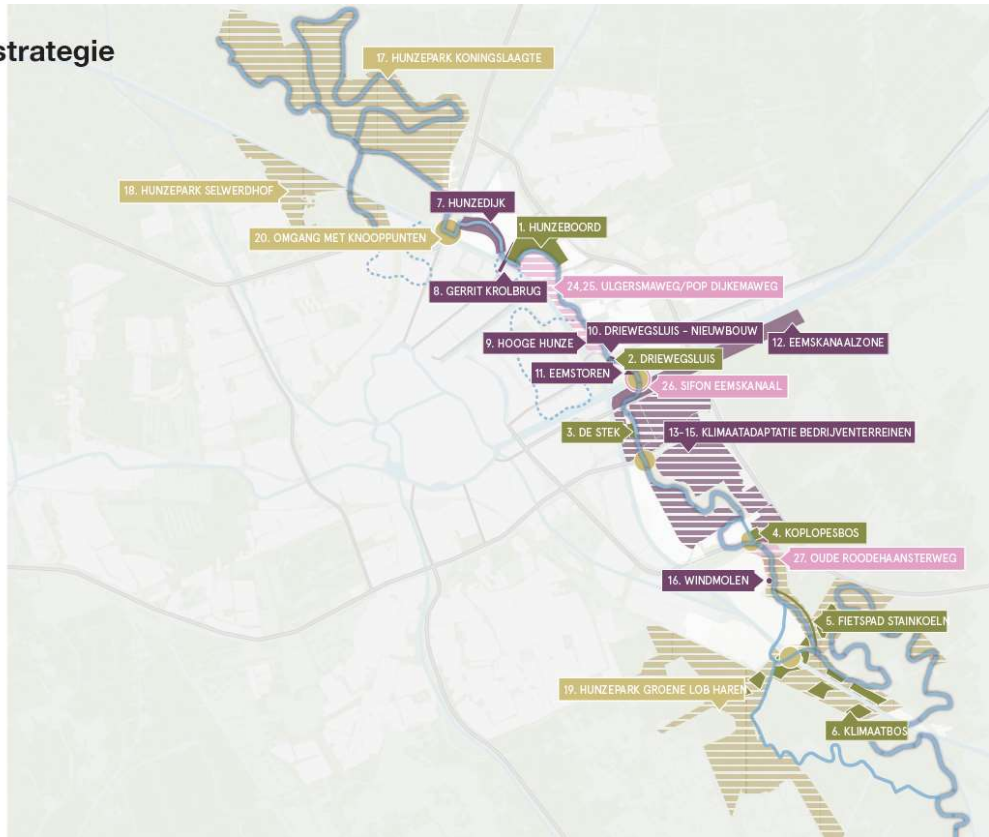 strategie
17. HUNZEPARK KONINGSLAAGTE
18. HUNZEPARK SELWERDHOF
7. HUNZEDIJK
1. HUNZEBOORD
20. OMGANG MET KNOOPPUNTEN
8. GERRIT KROLBRUG
24,25. ULGERSMAWEG/POP DIJKEMAWEG
10. DRIEWEGSLUIS - NIEUWBOUW
12. EEMSKANAALZONE
9. HOOGE HUNZE
2. DRIEWEGSLUIS
11. EEMSTOREN
26. SIFON EEMSKANAAL
3. DE STEK
13-15. KLIMAATADAPTATIE BEDRIJVENTERREINEN
4. KOPLOPESBOS
27. OUDE ROODEHAANSTERWEG
16. WINDMOLEN
5. FIETSPAD STAINKOELN
19. HUNZEPARK GROENE LOB HAREN
6. KLIMAATBOS